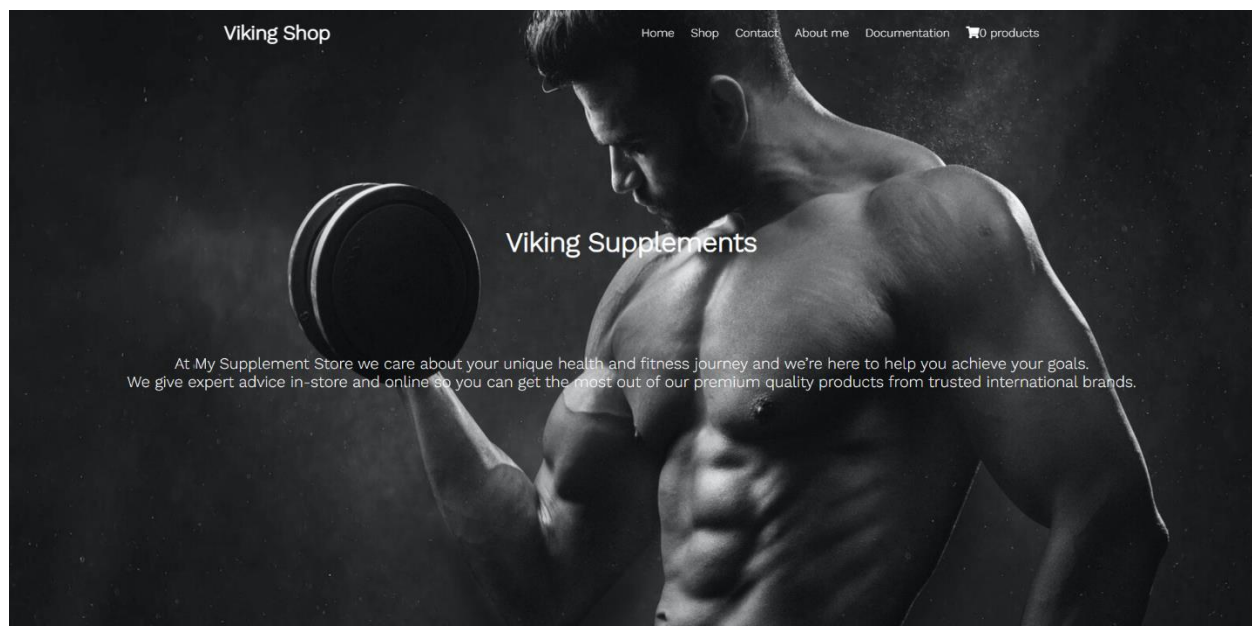 Viking Shop
Home Shop Contact About me Documentation 0 products
Viking Supplements
At My Supplement Store we care about your unique health and fitness journey and we’re here to help you achieve your goals.
We give expert advice in-store and online so you can get the most out of our premium quality products from trusted international brands.